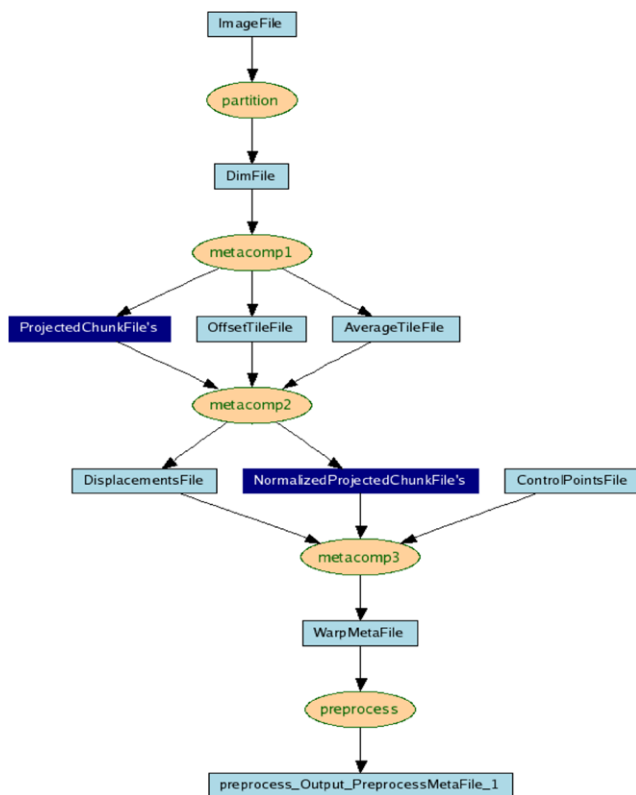 ImageFile
partition
DimFile
metacomp1
ProjectedChunkFile's
OffsetTileFile
AverageTileFile
metacomp2
DisplacementsFile
NormalizedProjectedChunkFile's
ControlPointsFile
metacomp3
WarpMetaFile
preprocess
preprocess_Output_PreprocessMetaFile_1